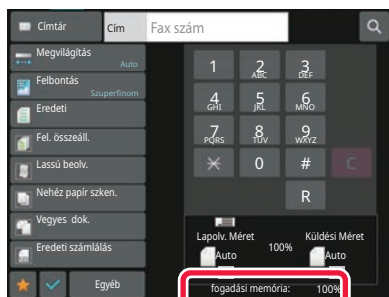 Címtár
Cím
Fax szám
Megvilágítás
Auto
Felbontás
Szuperfinom
Eredeti
Fel. összeáll.
Lassú beolv.
Nehéz papír szken.
Vegyes dok.
Eredeti számlálás
Egyéb
1 2 3
ABC DEF
4 5 6
GHI JKL MNO
7 8 9
PQRS TUV WXYZ
0 # C
R
Lapolv. Méret Küldési Méret
100%
Auto Auto
fogadási memória: 100%